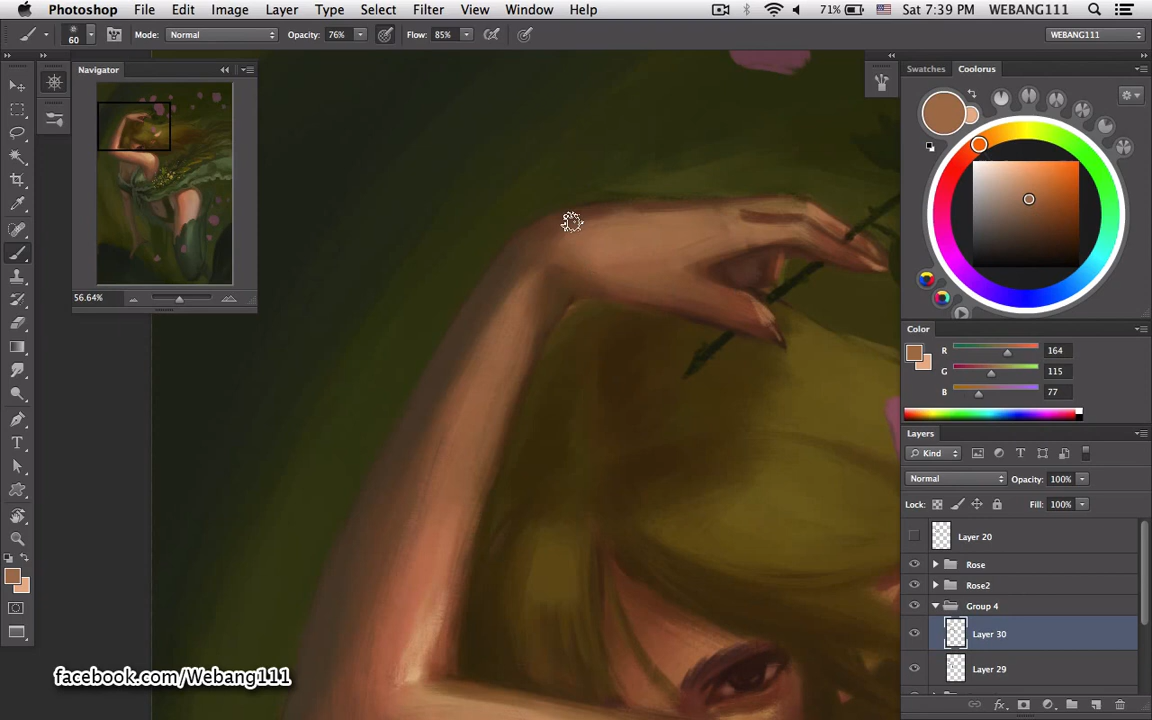 Photoshop File Edit Image Layer Type Select Filter View Window Help 71% Sat 7:39 PM WEBANG111
60 Mode: Normal Opacity: 76% Flow: 85% WEBANG111
Navigator
Swatches Coolorus
56.64%
Color
R 164
G 115
B 77
Layers
Kind
Normal Opacity: 100%
Lock: Fill: 100%
Layer 20
Rose
Rose2
Group 4
Layer 30
Layer 29
facebook.com/Webang111